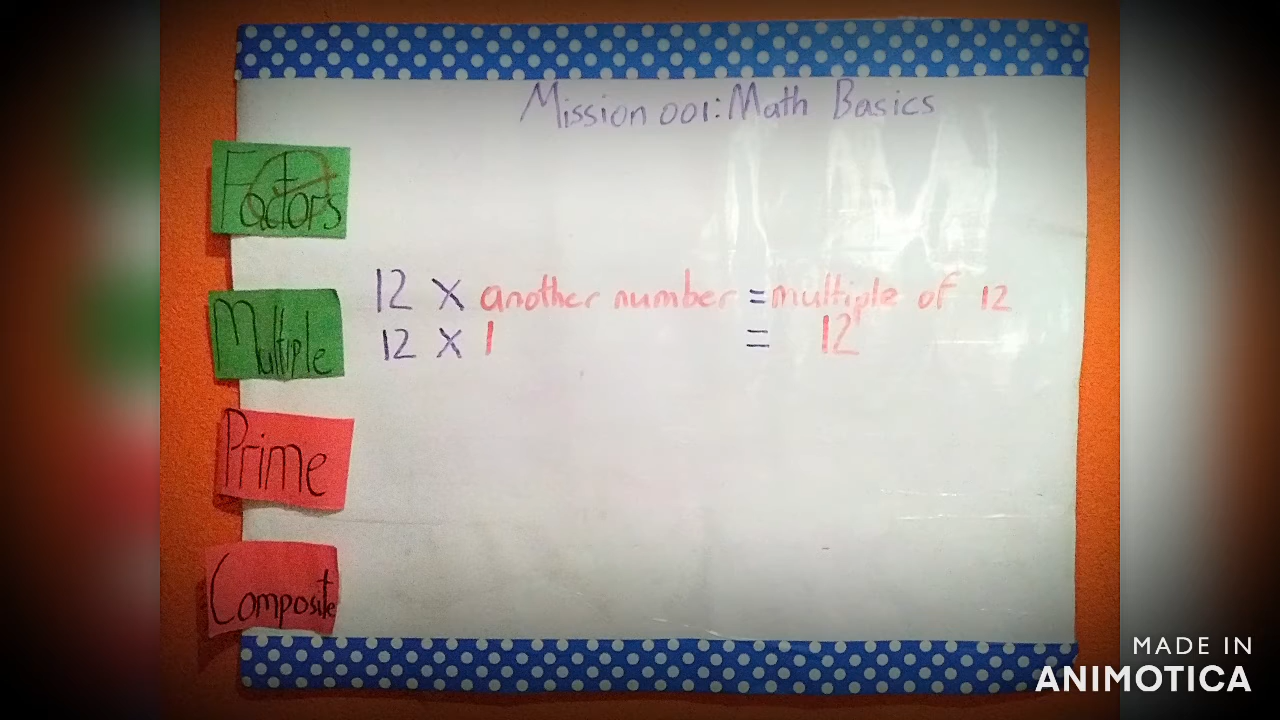 Mission 001: Math Basics
Factors
12 X another number = multiple of 12
12 X 1 = 12
Multiple
Prime
Composite
MADE IN
ANIMOTICA